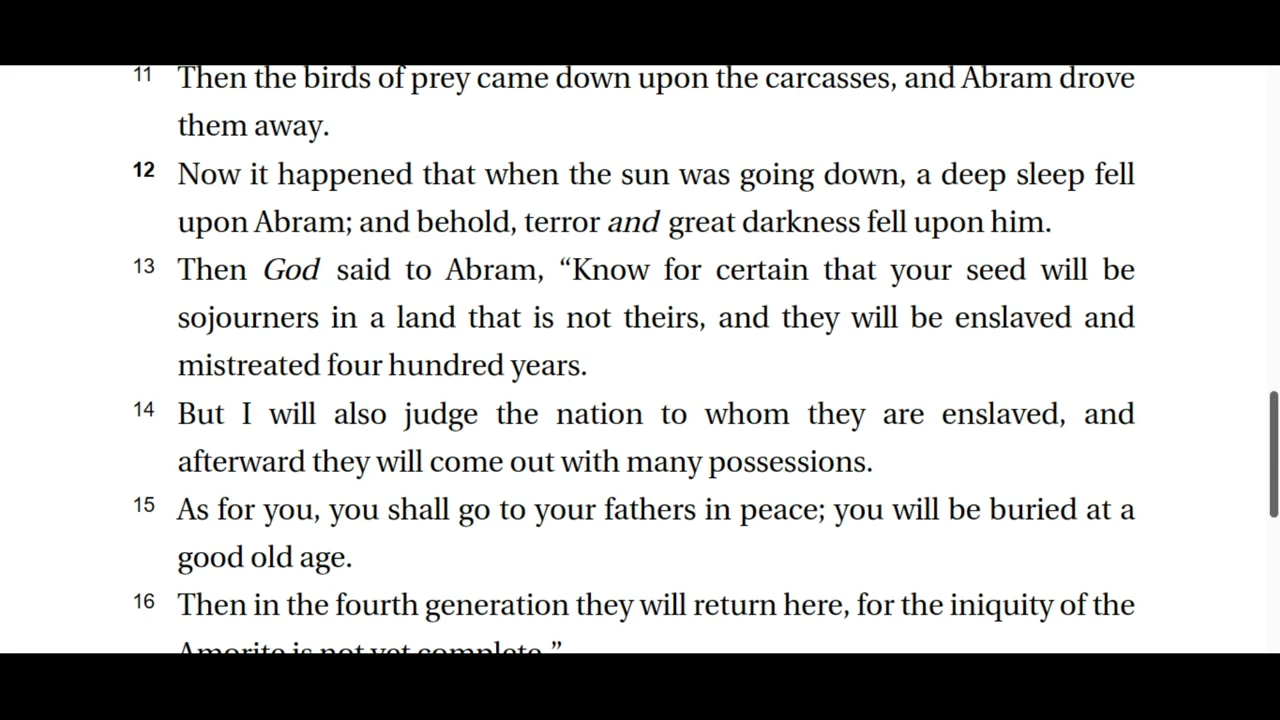 11 Then the birds of prey came down upon the carcasses, and Abram drove
them away.
12 Now it happened that when the sun was going down, a deep sleep fell
upon Abram; and behold, terror and great darkness fell upon him.
13 Then God said to Abram, “Know for certain that your seed will be
sojourners in a land that is not theirs, and they will be enslaved and
mistreated four hundred years.
14 But I will also judge the nation to whom they are enslaved, and
afterward they will come out with many possessions.
15 As for you, you shall go to your fathers in peace; you will be buried at a
good old age.
16 Then in the fourth generation they will return here, for the iniquity of the
Amorite is not yet complete.”